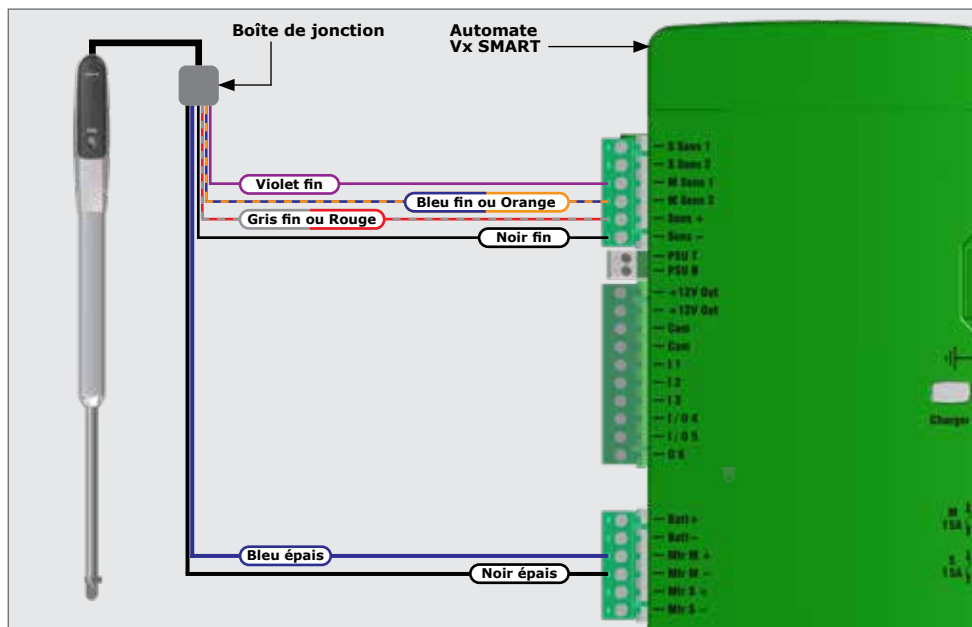 Boîte de jonction
Automate
Vx SMART
S Sens 1
S Sens 2
M Sens 1
M Sens 2
Sens +
Sens −
PSU T
PSU N
+12V Out
+12V Out
Com
Com
I 1
I 2
I 3
I / O 4
I / O 5
O 6
Charger
Violet fin
Bleu fin ou Orange
Gris fin ou Rouge
Noir fin
Batt+
Batt−
Mtr M +
Mtr M −
Mtr S +
Mtr S −
M
15A
S
15A
Bleu épais
Noir épais